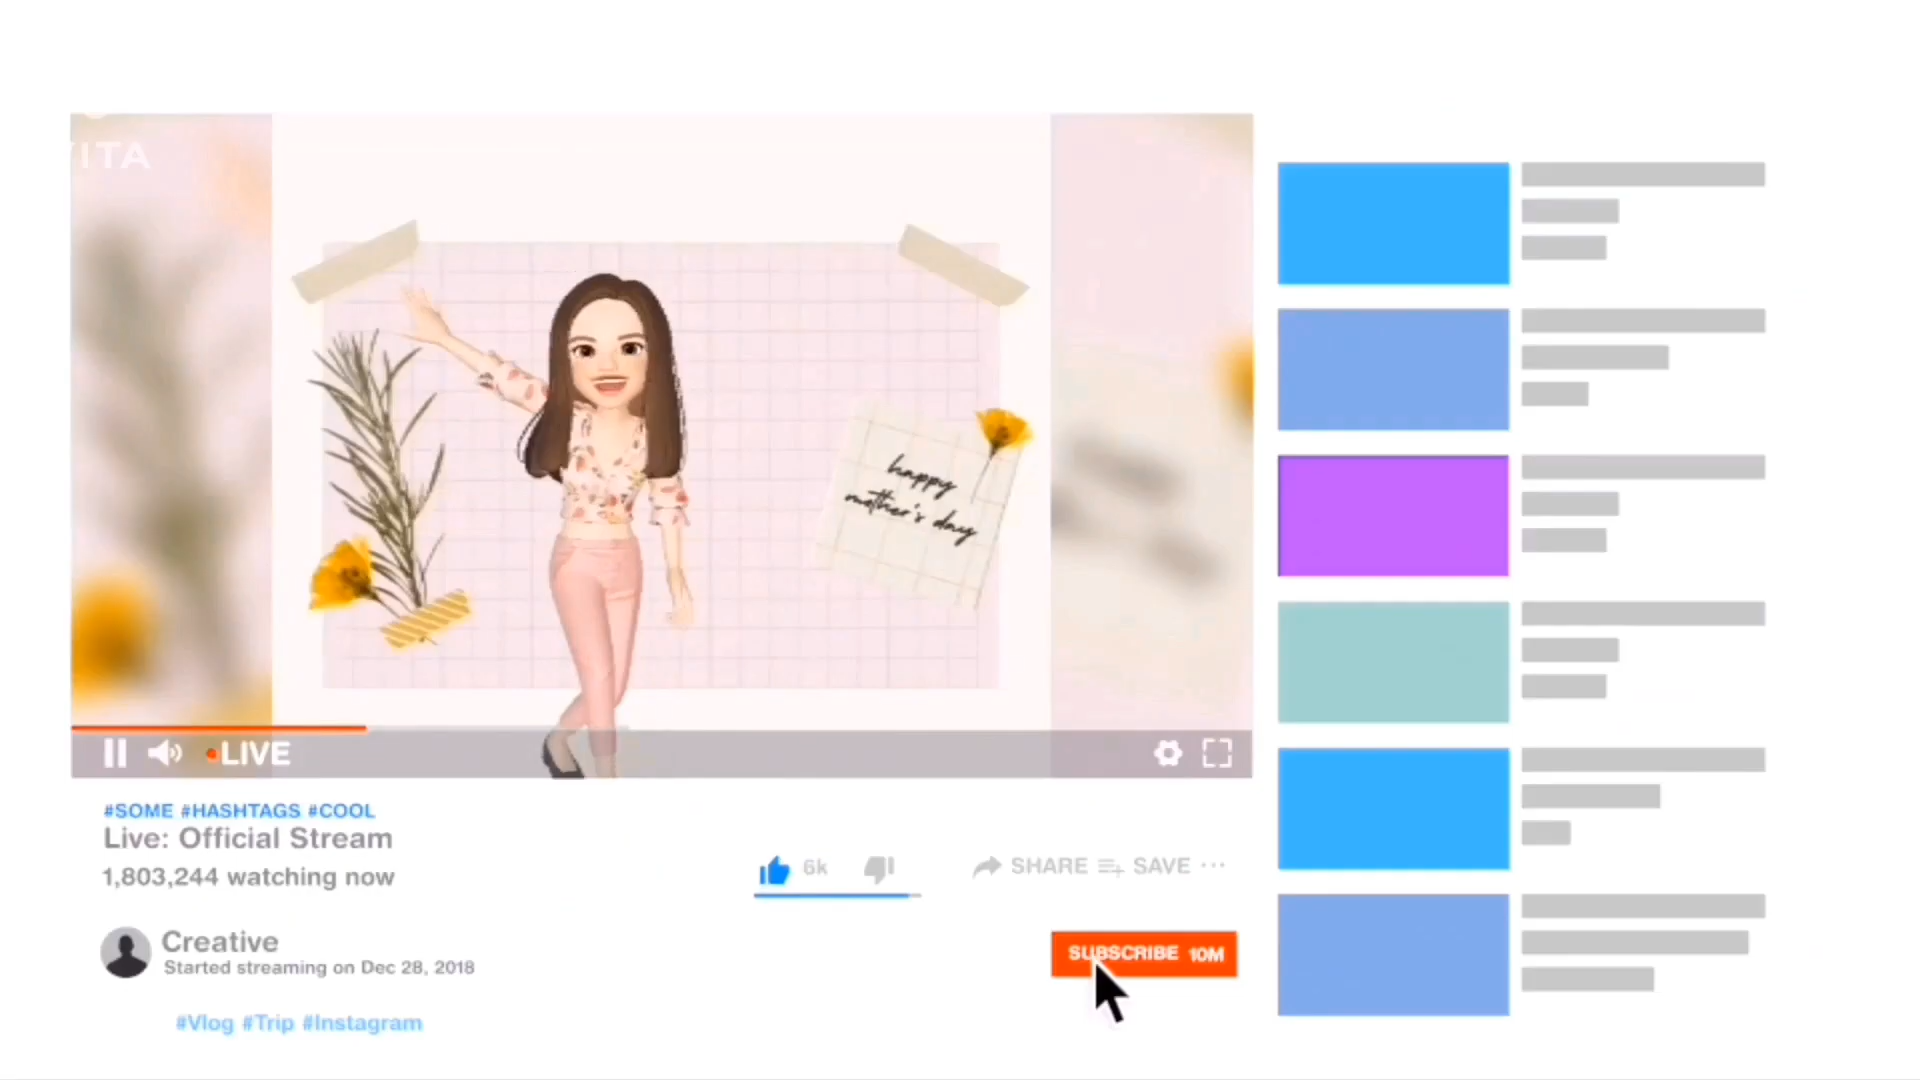 VITA
happy
mother's day
LIVE
#SOME #HASHTAGS #COOL
Live: Official Stream
1,803,244 watching now
6k
SHARE
SAVE
Creative
Started streaming on Dec 28, 2018
SUBSCRIBE 10M
#Vlog #Trip #Instagram